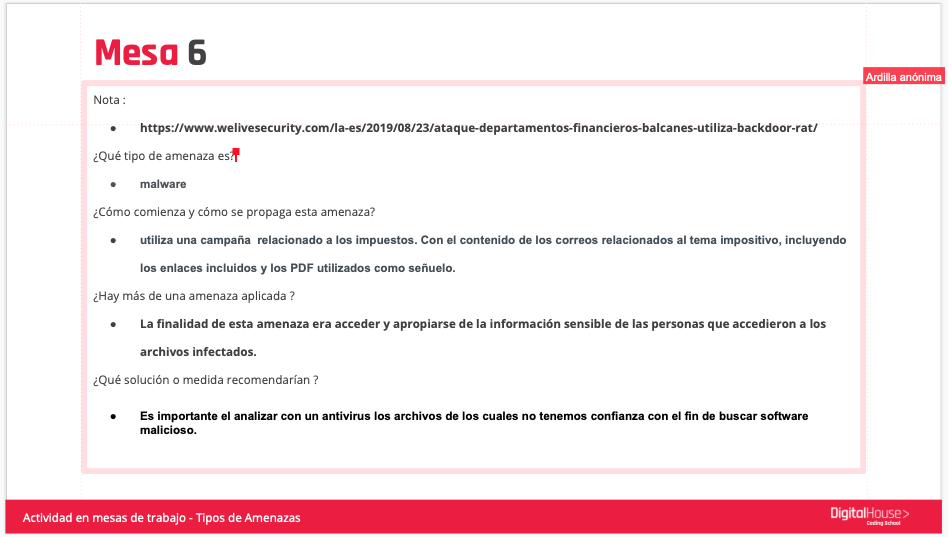 Mesa 6
Ardilla anónima
Nota :
● https://www.welivesecurity.com/la-es/2019/08/23/ataque-departamentos-financieros-balcanes-utiliza-backdoor-rat/
¿Qué tipo de amenaza es?
● malware
¿Cómo comienza y cómo se propaga esta amenaza?
● utiliza una campaña relacionado a los impuestos. Con el contenido de los correos relacionados al tema impositivo, incluyendo
los enlaces incluidos y los PDF utilizados como señuelo.
¿Hay más de una amenaza aplicada ?
● La finalidad de esta amenaza era acceder y apropiarse de la información sensible de las personas que accedieron a los
archivos infectados.
¿Qué solución o medida recomendarían ?
● Es importante el analizar con un antivirus los archivos de los cuales no tenemos confianza con el fin de buscar software
malicioso.
Actividad en mesas de trabajo - Tipos de Amenazas
DigitalHouse>
Coding School